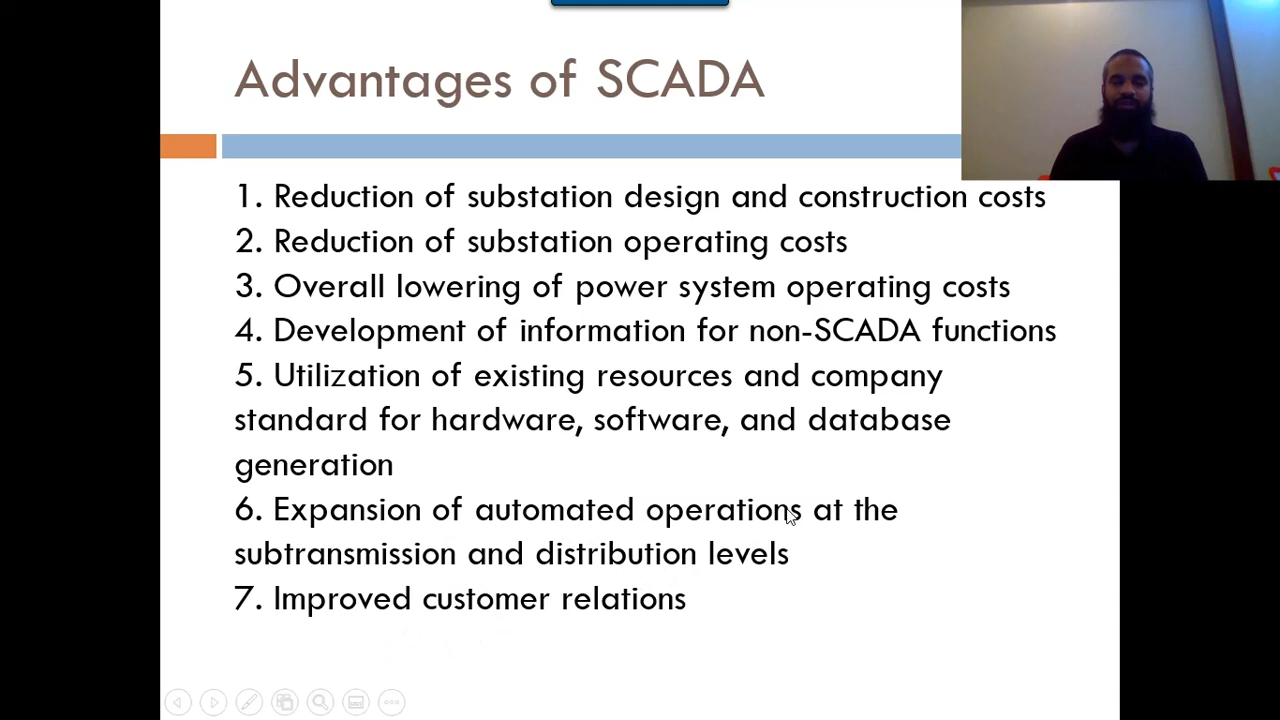 Advantages of SCADA
1. Reduction of substation design and construction costs
2. Reduction of substation operating costs
3. Overall lowering of power system operating costs
4. Development of information for non-SCADA functions
5. Utilization of existing resources and company
standard for hardware, software, and database
generation
6. Expansion of automated operations at the
subtransmission and distribution levels
7. Improved customer relations